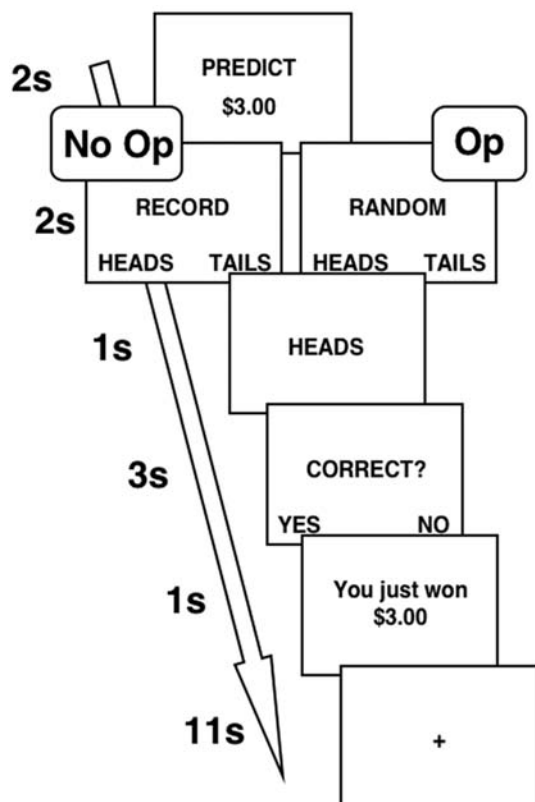 2s
PREDICT
$3.00
No Op
Op
2s
RECORD
HEADS TAILS
RANDOM
HEADS TAILS
1s
HEADS
3s
CORRECT?
YES NO
1s
You just won
$3.00
11s
+